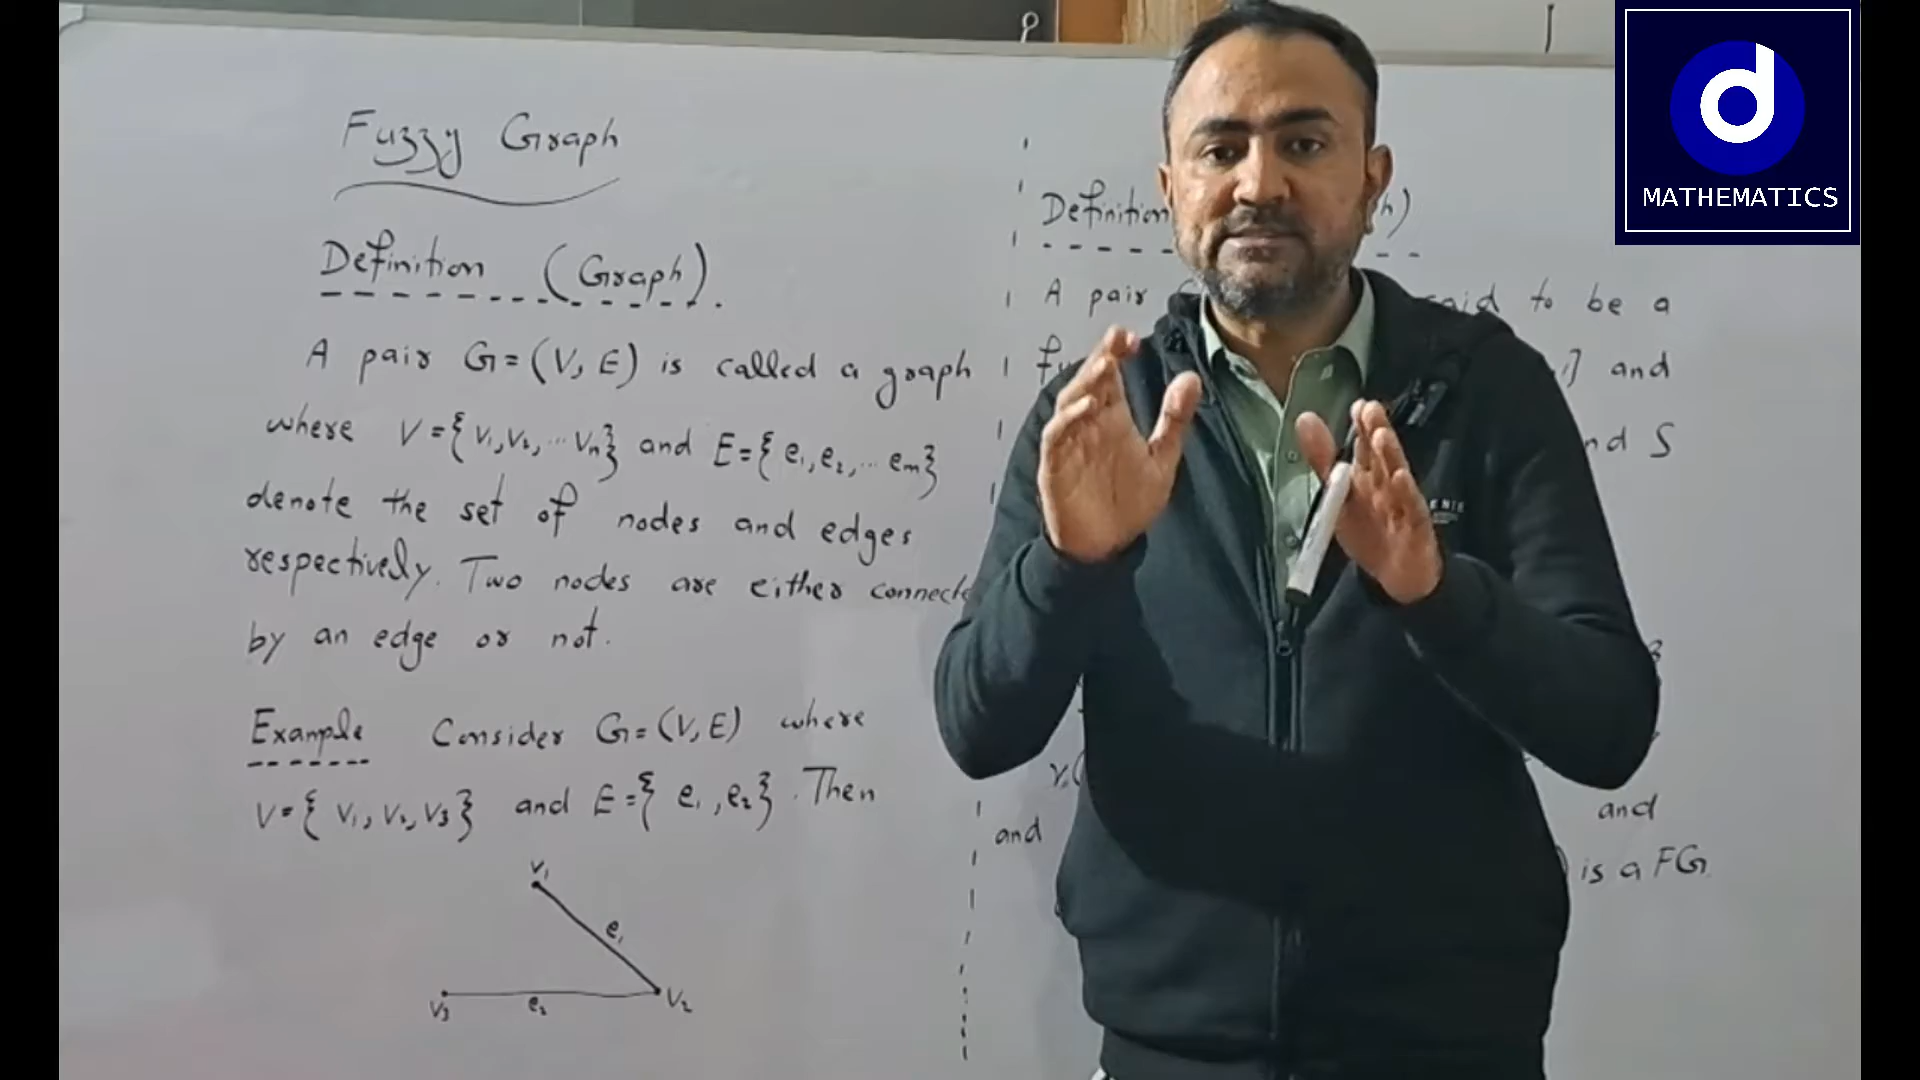 Fuzzy Graph
Definition (Graph).
A pair G=(V, E) is called a graph
where V={v₁,v₂,...vₙ} and E={e₁,e₂,...eₘ}
denote the set of nodes and edges
respectively. Two nodes are either connecte
by an edge or not.
Example Consider G=(V,E) where
V={v₁,v₂,v₃} and E={e₁,e₂}. Then
v₁
e₁
v₃ e₂ v₂
Definition h)
A pair said to be a
and
nd S
and
and
is a FG.
d
MATHEMATICS
ENIE